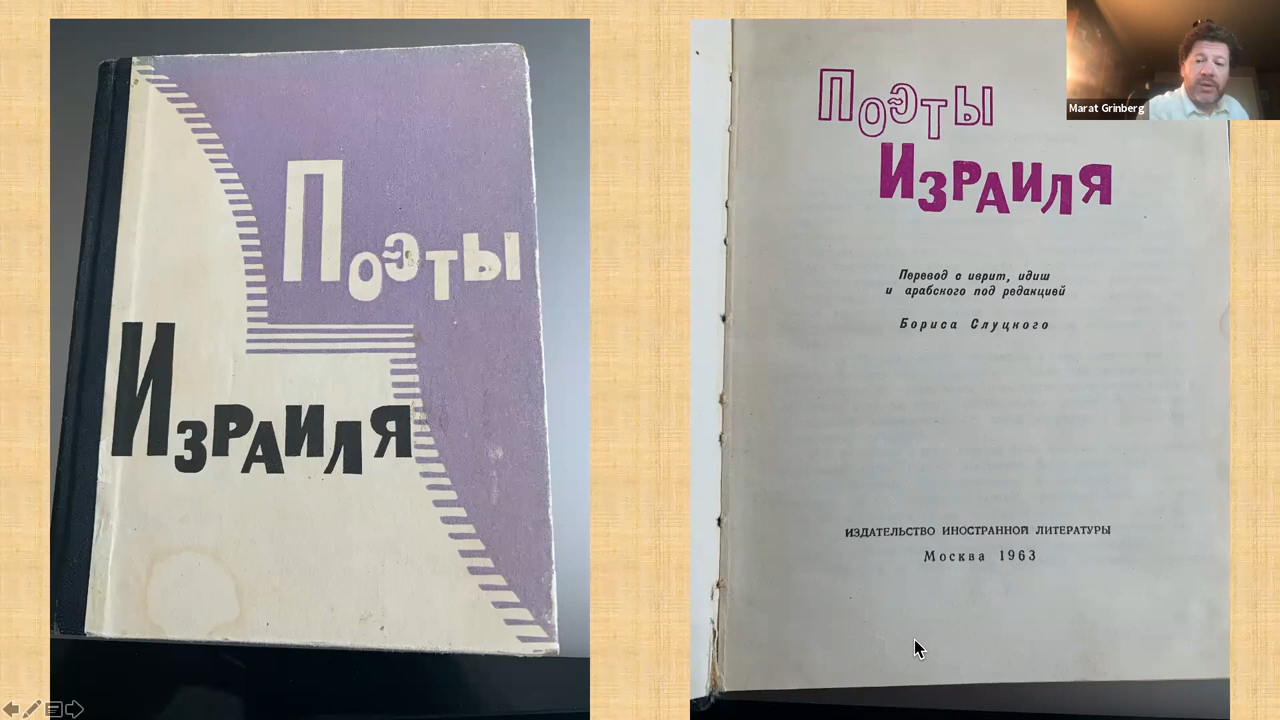 Поэты
Израиля
Поэты
Израиля
Перевод с иврит, идиш
и арабского под редакцией
Бориса Слуцкого
ИЗДАТЕЛЬСТВО ИНОСТРАННОЙ ЛИТЕРАТУРЫ
Москва 1963
Marat Grinberg